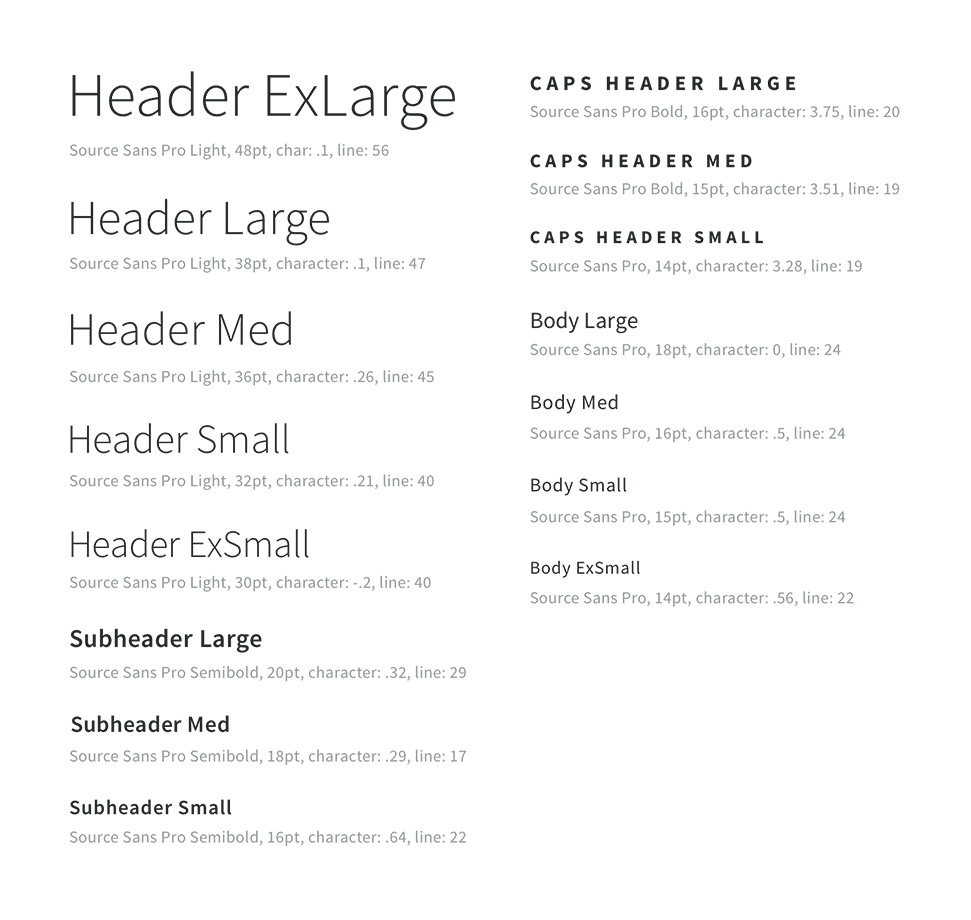 Header ExLarge
Source Sans Pro Light, 48pt, char: .1, line: 56
Header Large
Source Sans Pro Light, 38pt, character: .1, line: 47
Header Med
Source Sans Pro Light, 36pt, character: .26, line: 45
Header Small
Source Sans Pro Light, 32pt, character: .21, line: 40
Header ExSmall
Source Sans Pro Light, 30pt, character: -.2, line: 40
Subheader Large
Source Sans Pro Semibold, 20pt, character: .32, line: 29
Subheader Med
Source Sans Pro Semibold, 18pt, character: .29, line: 17
Subheader Small
Source Sans Pro Semibold, 16pt, character: .64, line: 22
CAPS HEADER LARGE
Source Sans Pro Bold, 16pt, character: 3.75, line: 20
CAPS HEADER MED
Source Sans Pro Bold, 15pt, character: 3.51, line: 19
CAPS HEADER SMALL
Source Sans Pro, 14pt, character: 3.28, line: 19
Body Large
Source Sans Pro, 18pt, character: 0, line: 24
Body Med
Source Sans Pro, 16pt, character: .5, line: 24
Body Small
Source Sans Pro, 15pt, character: .5, line: 24
Body ExSmall
Source Sans Pro, 14pt, character: .56, line: 22